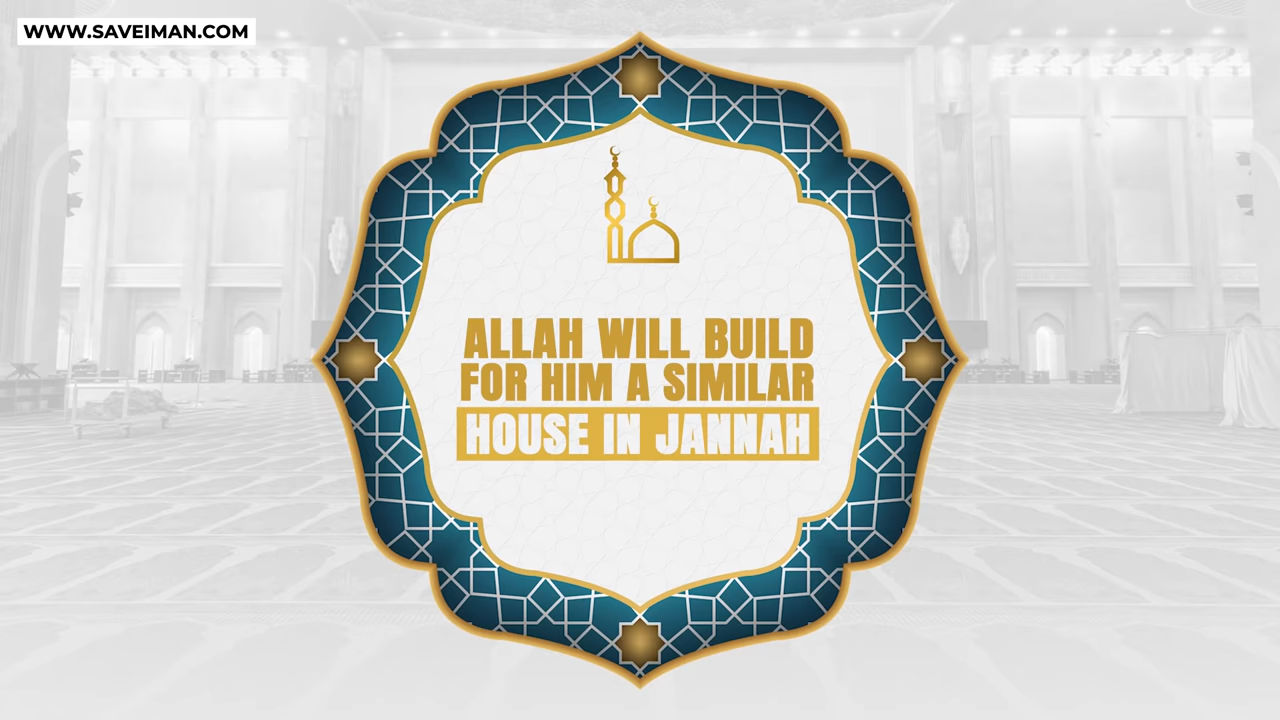 WWW.SAVEIMAN.COM
ALLAH WILL BUILD
FOR HIM A SIMILAR
HOUSE IN JANNAH